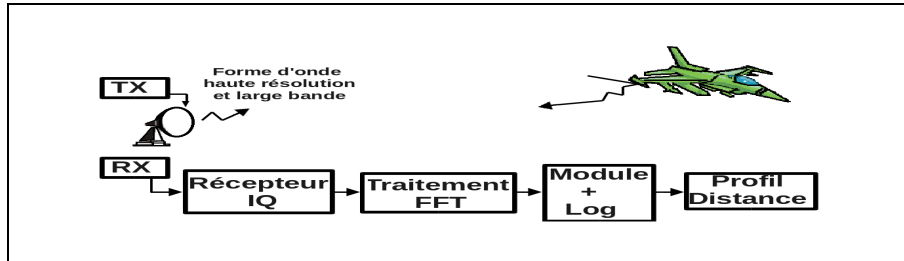 Forme d'onde
haute résolution
et large bande
TX
RX
Récepteur
IQ
Traitement
FFT
Module
+
Log
Profil
Distance